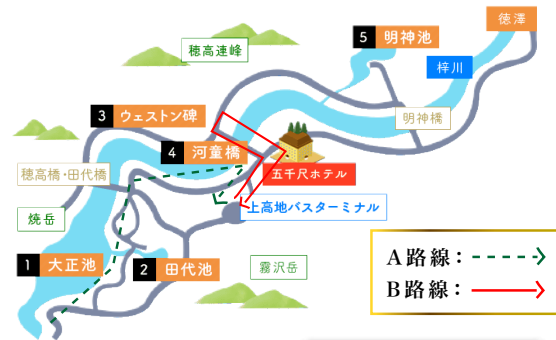 徳澤
5 明神池
穂高連峰
梓川
3 ウェストン碑
明神橋
4 河童橋
穂高橋・田代橋
五千尺ホテル
上高地バスターミナル
焼岳
1 大正池
2 田代池
霧沢岳
A路線：
B路線：